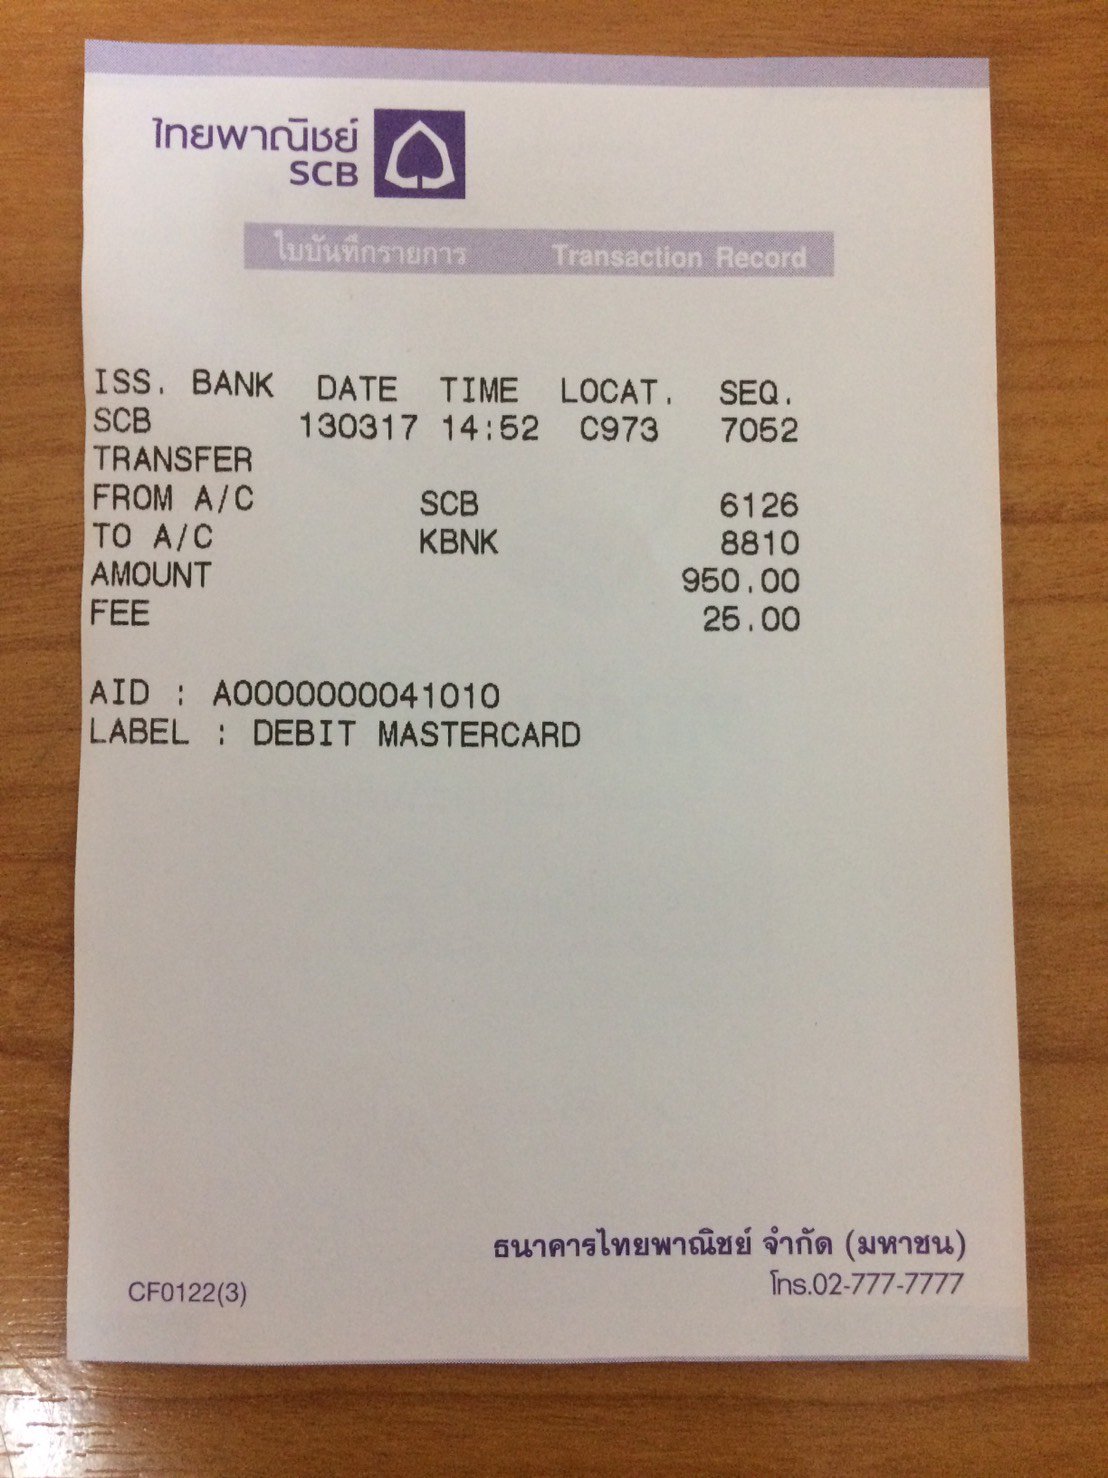 ไทยพาณิชย์
SCB
ใบบันทึกรายการ Transaction Record
ISS. BANK DATE TIME LOCAT. SEQ.
SCB 130317 14:52 C973 7052
TRANSFER
FROM A/C SCB 6126
TO A/C KBNK 8810
AMOUNT 950.00
FEE 25.00
AID : A0000000041010
LABEL : DEBIT MASTERCARD
ธนาคารไทยพาณิชย์ จำกัด (มหาชน)
CF0122(3) โทร.02-777-7777